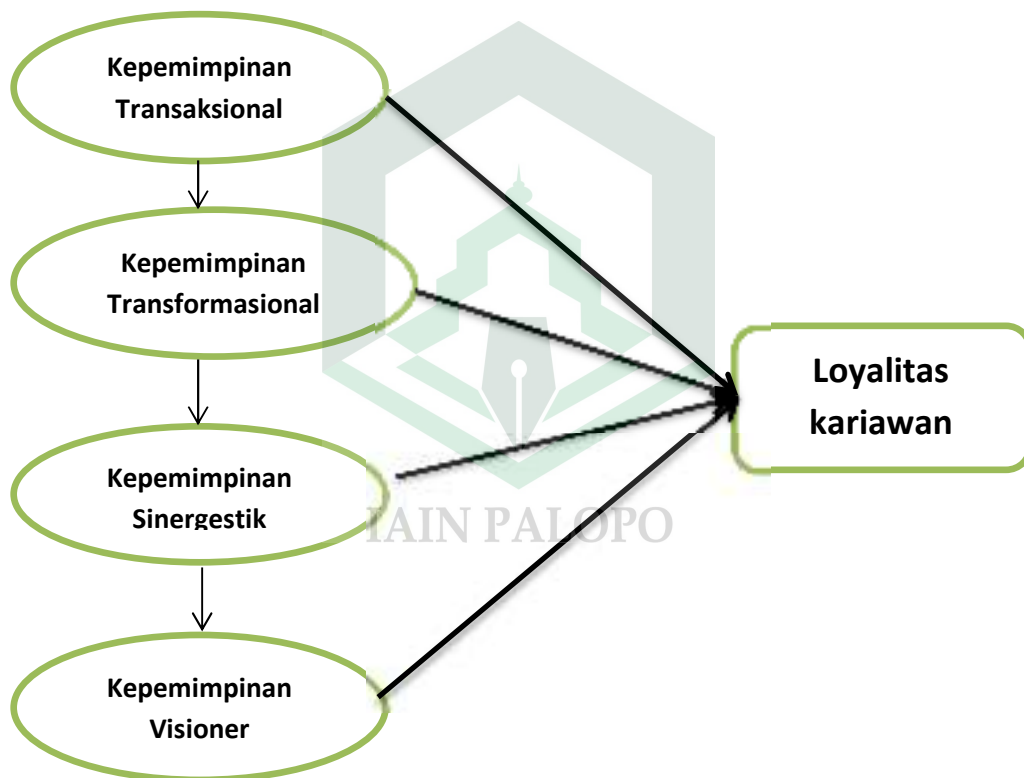 Kepemimpinan
Transaksional
Kepemimpinan
Transformasional
Loyalitas
kariawan
Kepemimpinan
Sinergestik
IAIN PALOPO
Kepemimpinan
Visioner